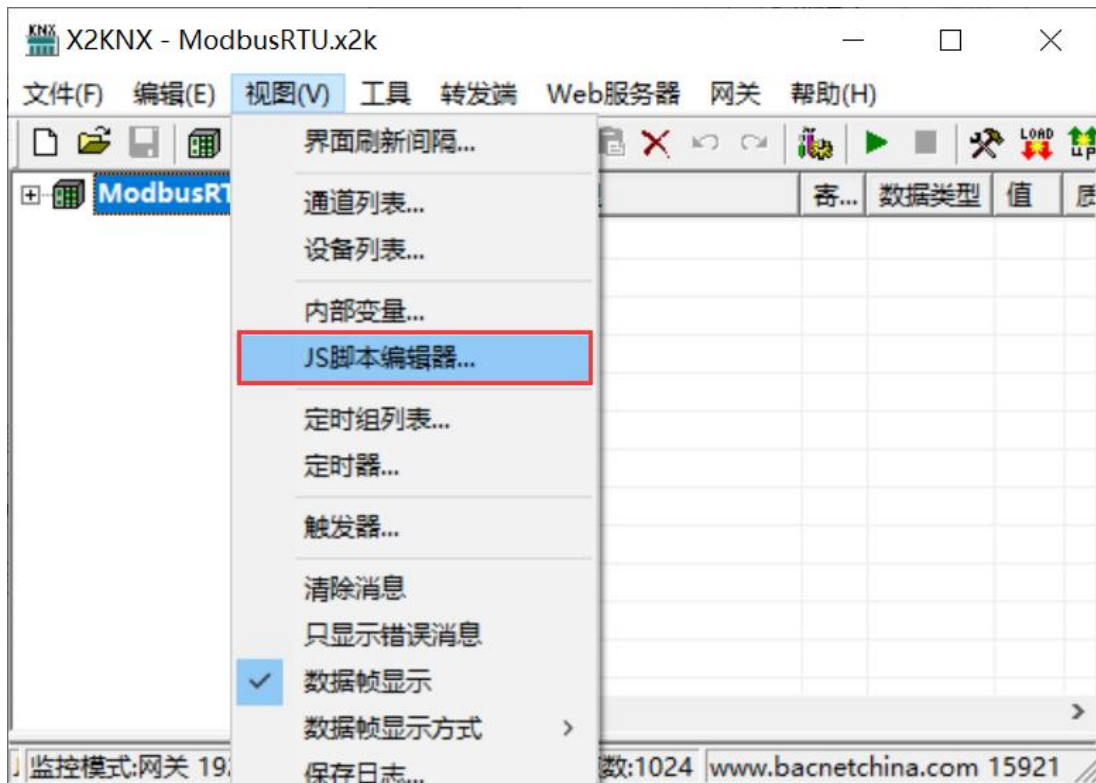 KNX X2KNX - ModbusRTU.x2k
文件(F) 编辑(E) 视图(V) 工具 转发端 Web服务器 网关 帮助(H)
LOAD
界面刷新间隔...
ModbusRT 寄... 数据类型 值
通道列表...
设备列表...
内部变量...
JS脚本编辑器...
定时组列表...
定时器...
触发器...
清除消息
只显示错误消息
数据帧显示
数据帧显示方式
监控模式:网关 19 保存日志... 数:1024 www.bacnetchina.com 15921